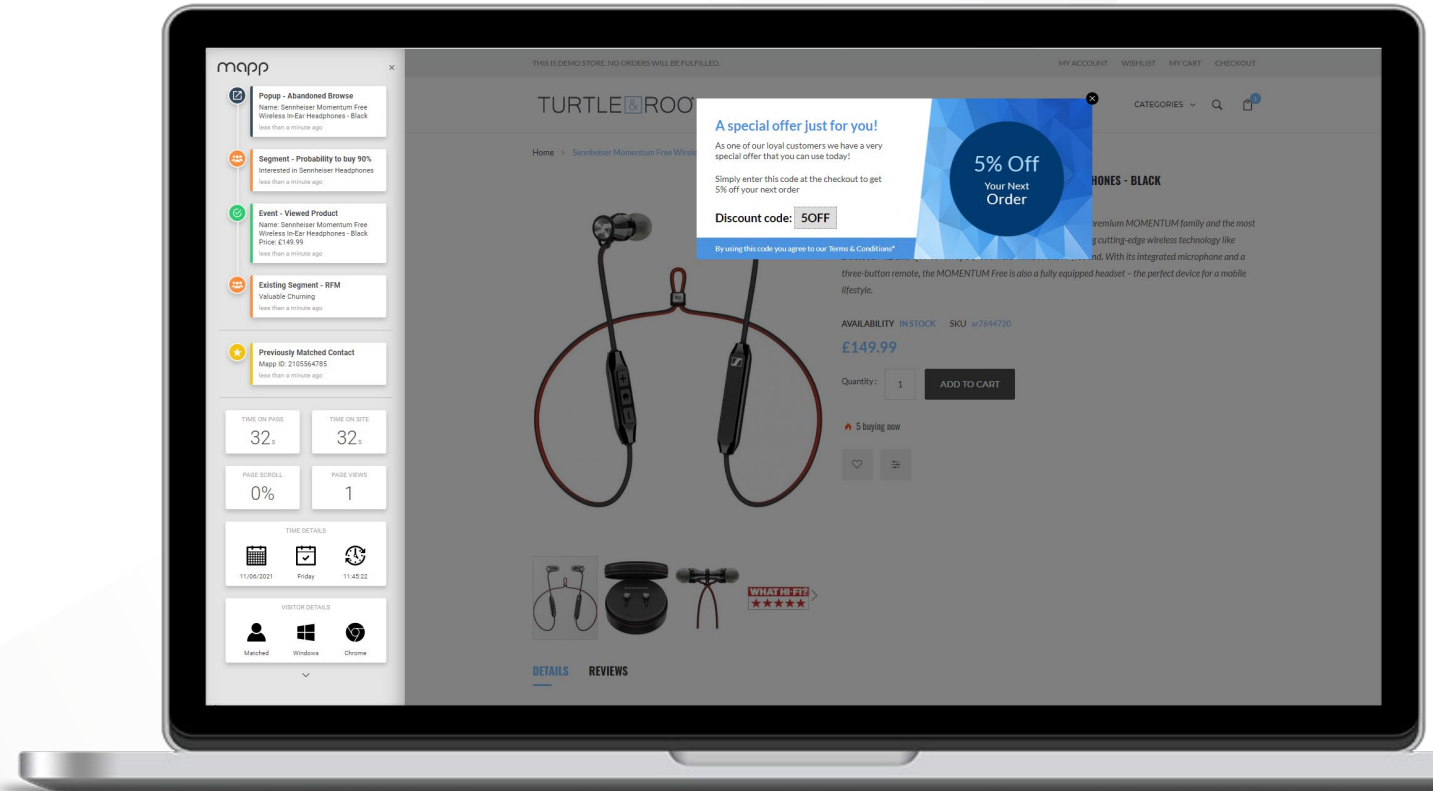 mapp
×
Popup - Abandoned Browse
Name: Sennheiser Momentum Free
Wireless In-Ear Headphones - Black
less than a minute ago
Segment - Probability to buy 90%
Interested in Sennheiser Headphones
less than a minute ago
Event - Viewed Product
Name: Sennheiser Momentum Free
Wireless In-Ear Headphones - Black
Price: £149.99
less than a minute ago
Existing Segment - RFM
Valuable Churning
less than a minute ago
Previously Matched Contact
Mapp ID: 2105564785
less than a minute ago
TIME ON PAGE
32s
TIME ON SITE
32s
PAGE SCROLL
0%
PAGE VIEWS
1
TIME DETAILS
11/06/2021 Friday 11:45:22
VISITOR DETAILS
Matched Windows Chrome
THIS IS DEMO STORE. NO ORDERS WILL BE FULFILLED.
MY ACCOUNT WISHLIST MY CART CHECKOUT
TURTLE & ROO
CATEGORIES
1
Home > Sennheiser Momentum Free Wirele
A special offer just for you!
As one of our loyal customers we have a very
special offer that you can use today!
Simply enter this code at the checkout to get
5% off your next order
Discount code: 5OFF
By using this code you agree to our Terms & Conditions*
5% Off
Your Next
Order
HONES - BLACK
premium MOMENTUM family and the most
cutting-edge wireless technology like
With its integrated microphone and a
three-button remote, the MOMENTUM Free is also a fully equipped headset – the perfect device for a mobile
lifestyle.
AVAILABILITY IN STOCK SKU sr7644720
£149.99
Quantity : 1 ADD TO CART
5 buying now
WHAT HI-FI?
DETAILS REVIEWS